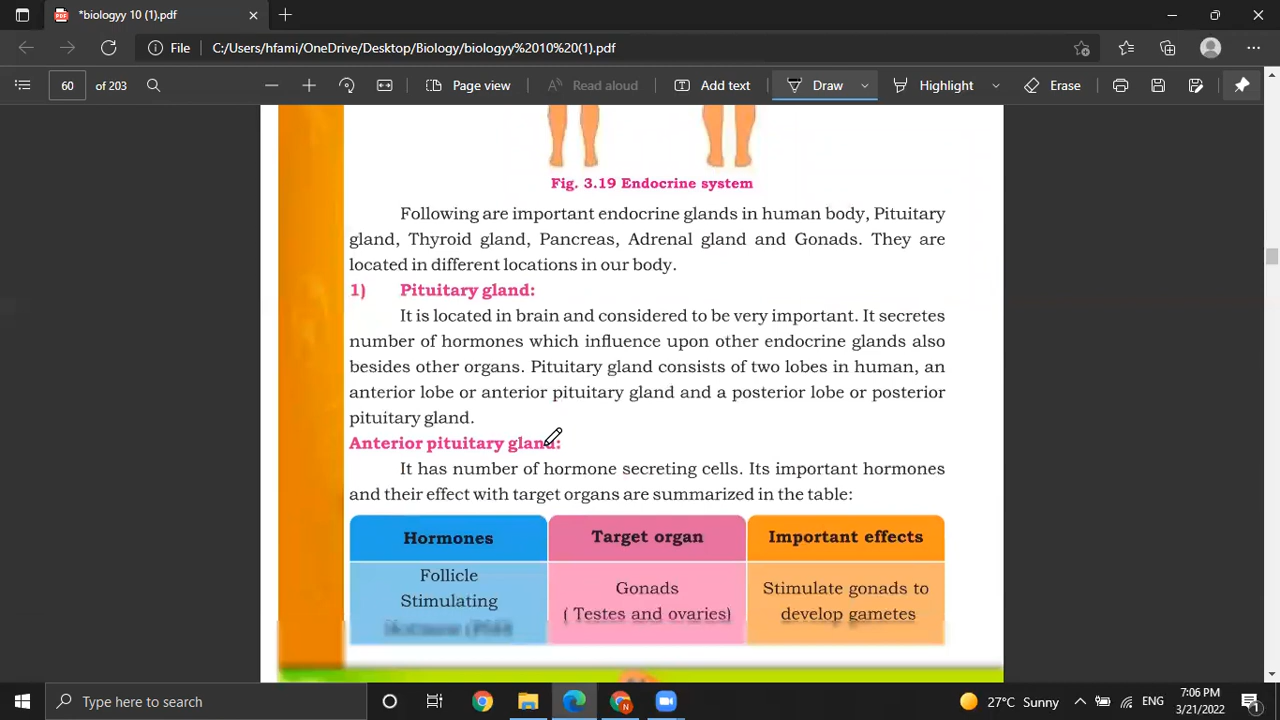 *biologyy 10 (1).pdf
File C:/Users/hfami/OneDrive/Desktop/Biology/biologyy%2010%20(1).pdf
60 of 203 Page view Read aloud Add text Draw Highlight Erase
Fig. 3.19 Endocrine system
Following are important endocrine glands in human body, Pituitary
gland, Thyroid gland, Pancreas, Adrenal gland and Gonads. They are
located in different locations in our body.
1) Pituitary gland:
It is located in brain and considered to be very important. It secretes
number of hormones which influence upon other endocrine glands also
besides other organs. Pituitary gland consists of two lobes in human, an
anterior lobe or anterior pituitary gland and a posterior lobe or posterior
pituitary gland.
Anterior pituitary gland:
It has number of hormone secreting cells. Its important hormones
and their effect with target organs are summarized in the table:
Hormones Target organ Important effects
Follicle
Stimulating
Gonads
( Testes and ovaries)
Stimulate gonads to
develop gametes
Type here to search
27°C Sunny ENG 7:06 PM
3/21/2022